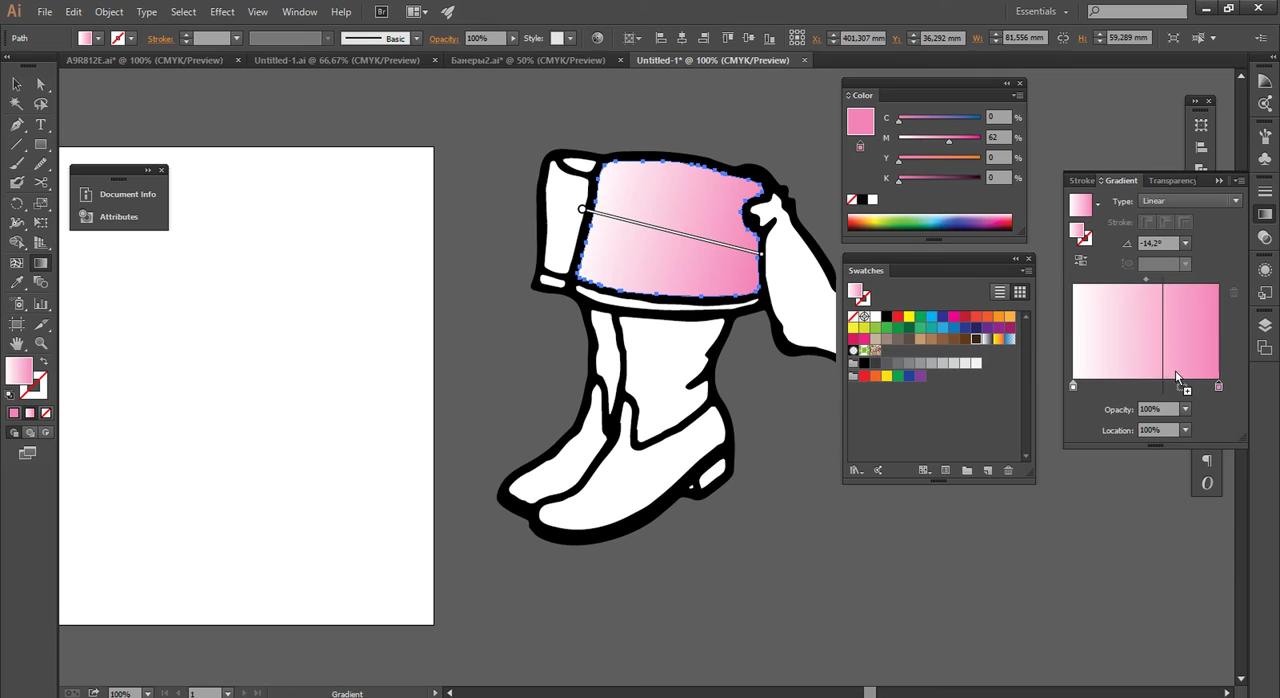 Ai File Edit Object Type Select Effect View Window Help Br Essentials
Path Stroke: Basic Opacity: 100% Style: X: 401,307 mm Y: 36,292 mm W: 81,556 mm H: 59,289 mm
A9R812E.ai* @ 100% (CMYK/Preview) × Untitled-1.ai @ 66,67% (CMYK/Preview) × Банеры2.ai* @ 50% (CMYK/Preview) × Untitled-1* @ 100% (CMYK/Preview) ×
Color
C 0 %
M 62 %
Y 0 %
K 0 %
Document Info
Attributes
Swatches
Stroke Gradient Transparency
Type: Linear
Stroke:
-14,2°
Opacity: 100%
Location: 100%
T
¶
O
100% 1 Gradient